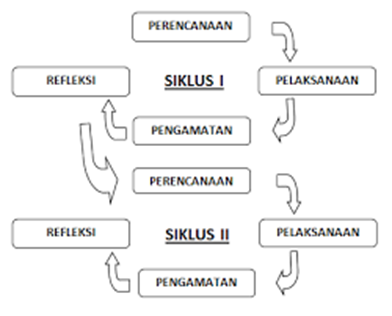 PERENCANAAN
REFLEKSI
SIKLUS I
PELAKSANAAN
PENGAMATAN
PERENCANAAN
REFLEKSI
SIKLUS II
PELAKSANAAN
PENGAMATAN